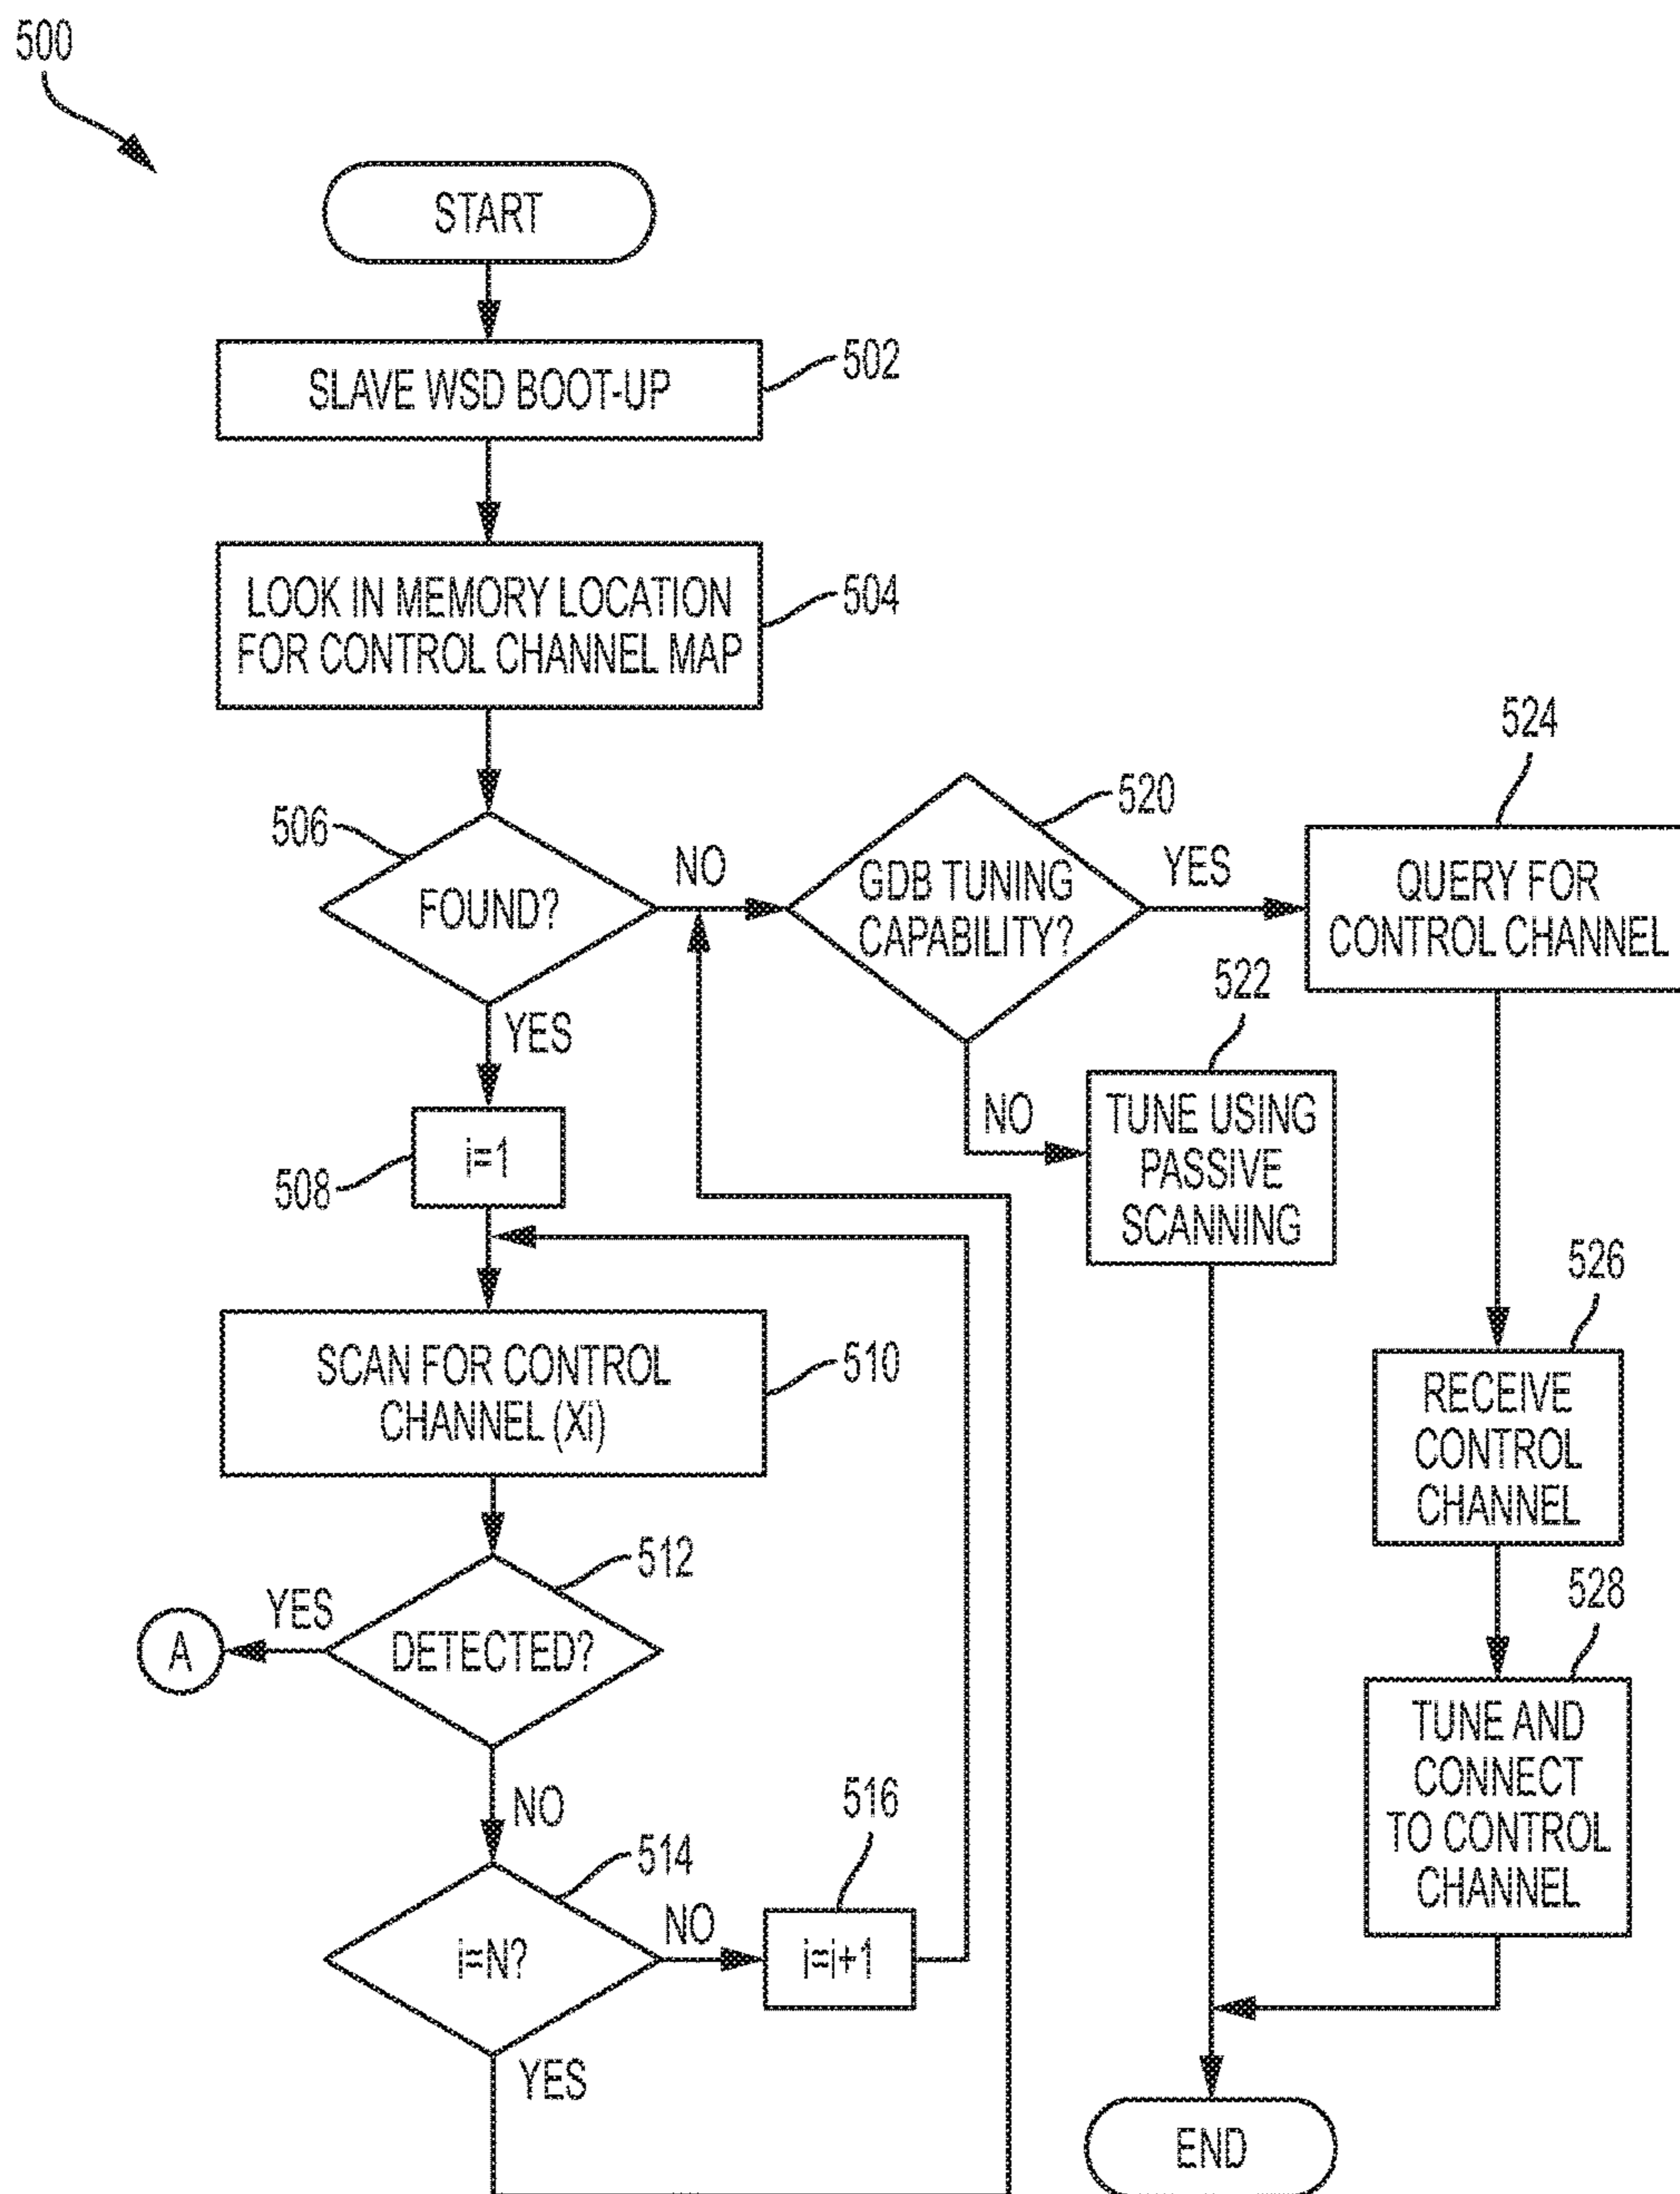 500
START
SLAVE WSD BOOT-UP
502
LOOK IN MEMORY LOCATION
FOR CONTROL CHANNEL MAP
504
506
FOUND?
NO
YES
GDB TUNING
CAPABILITY?
520
YES
NO
524
QUERY FOR
CONTROL CHANNEL
522
TUNE USING
PASSIVE
SCANNING
508
i=1
SCAN FOR CONTROL
CHANNEL (Xi)
510
526
RECEIVE
CONTROL
CHANNEL
512
DETECTED?
YES
A
NO
528
TUNE AND
CONNECT
TO CONTROL
CHANNEL
514
i=N?
NO
516
i=i+1
YES
END